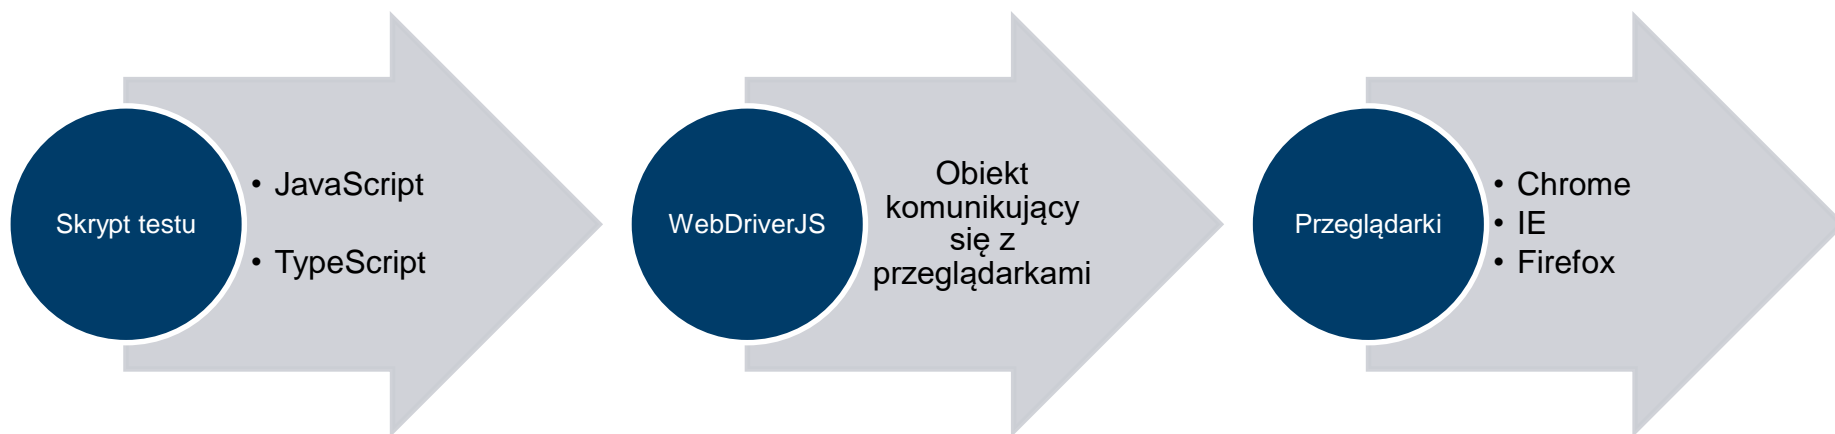 Skrypt testu
• JavaScript
• TypeScript
WebDriverJS
Obiekt
komunikujący
się z
przeglądarkami
Przeglądarki
• Chrome
• IE
• Firefox